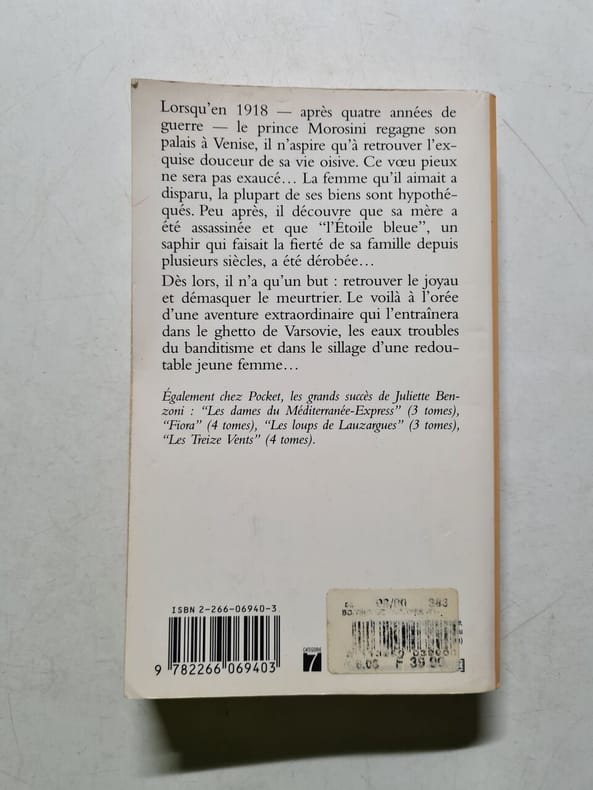 Lorsqu'en 1918 — après quatre années de
guerre — le prince Morosini regagne son
palais à Venise, il n'aspire qu'à retrouver l'ex-
quise douceur de sa vie oisive. Ce vœu pieux
ne sera pas exaucé... La femme qu'il aimait a
disparu, la plupart de ses biens sont hypothé-
qués. Peu après, il découvre que sa mère a
été assassinée et que “l'Étoile bleue”, un
saphir qui faisait la fierté de sa famille depuis
plusieurs siècles, a été dérobée...
Dès lors, il n'a qu'un but : retrouver le joyau
et démasquer le meurtrier. Le voilà à l'orée
d'une aventure extraordinaire qui l'entraînera
dans le ghetto de Varsovie, les eaux troubles
du banditisme et dans le sillage d'une redou-
table jeune femme...
Également chez Pocket, les grands succès de Juliette Ben-
zoni : “Les dames du Méditerranée-Express” (3 tomes),
“Fiora” (4 tomes), “Les loups de Lauzargues” (3 tomes),
“Les Treize Vents” (4 tomes).
ISBN 2-266-06940-3
9 782266 069403
CATÉGORIE
7
383
F